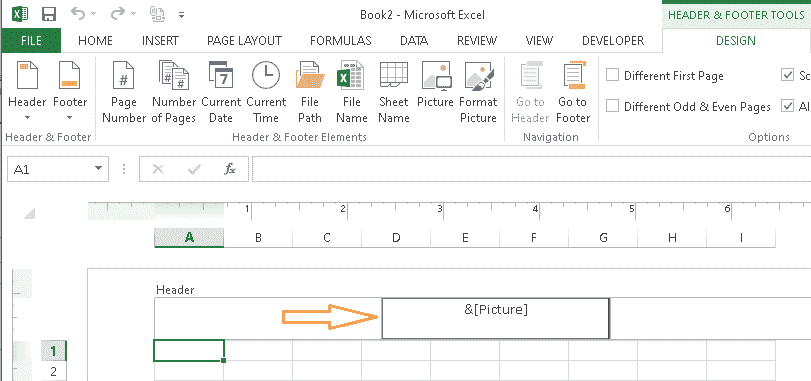 Book2 - Microsoft Excel
HEADER & FOOTER TOOLS
FILE HOME INSERT PAGE LAYOUT FORMULAS DATA REVIEW VIEW DEVELOPER DESIGN
Header Footer Page Number Number of Pages Current Date Current Time File Path File Name Sheet Name Picture Format Picture Go to Header Go to Footer
Different First Page
Different Odd & Even Pages
Header & Footer Header & Footer Elements Navigation Options
A1 fx
1 2 3 4 5 6
A B C D E F G H I
Header
&[Picture]
1
2